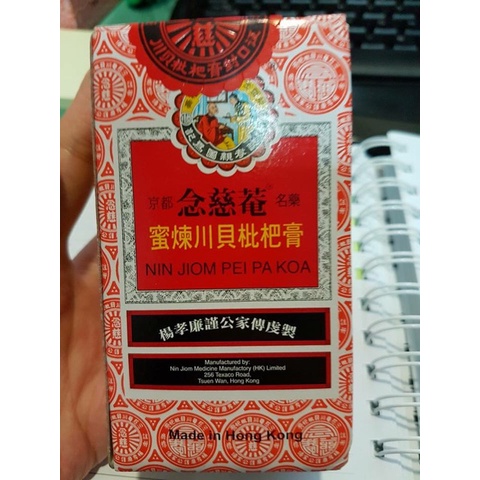 京都 念慈菴 名藥
蜜煉川貝枇杷膏
NIN JIOM PEI PA KOA
楊孝廉謹公家傳虔製
Manufactured by:
Nin Jiom Medicine Manufactory (HK) Limited
256 Texaco Road,
Tsuen Wan, Hong Kong
Made in Hong Kong